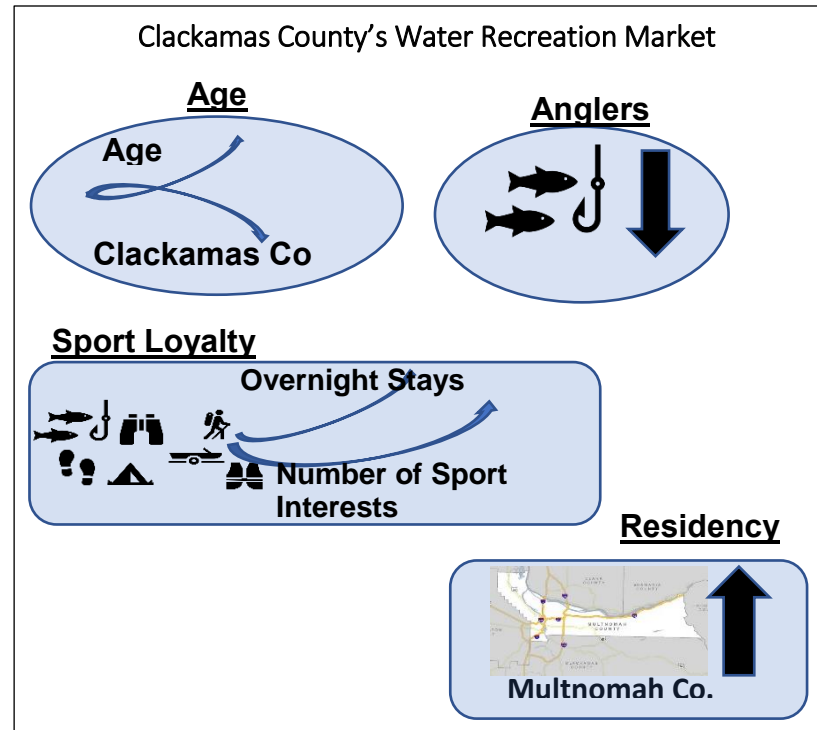 Clackamas County's Water Recreation Market
Age
Age
Clackamas Co
Anglers
Sport Loyalty
Overnight Stays
Number of Sport
Interests
Residency
MULTNOMAH
COUNTY
Multnomah Co.